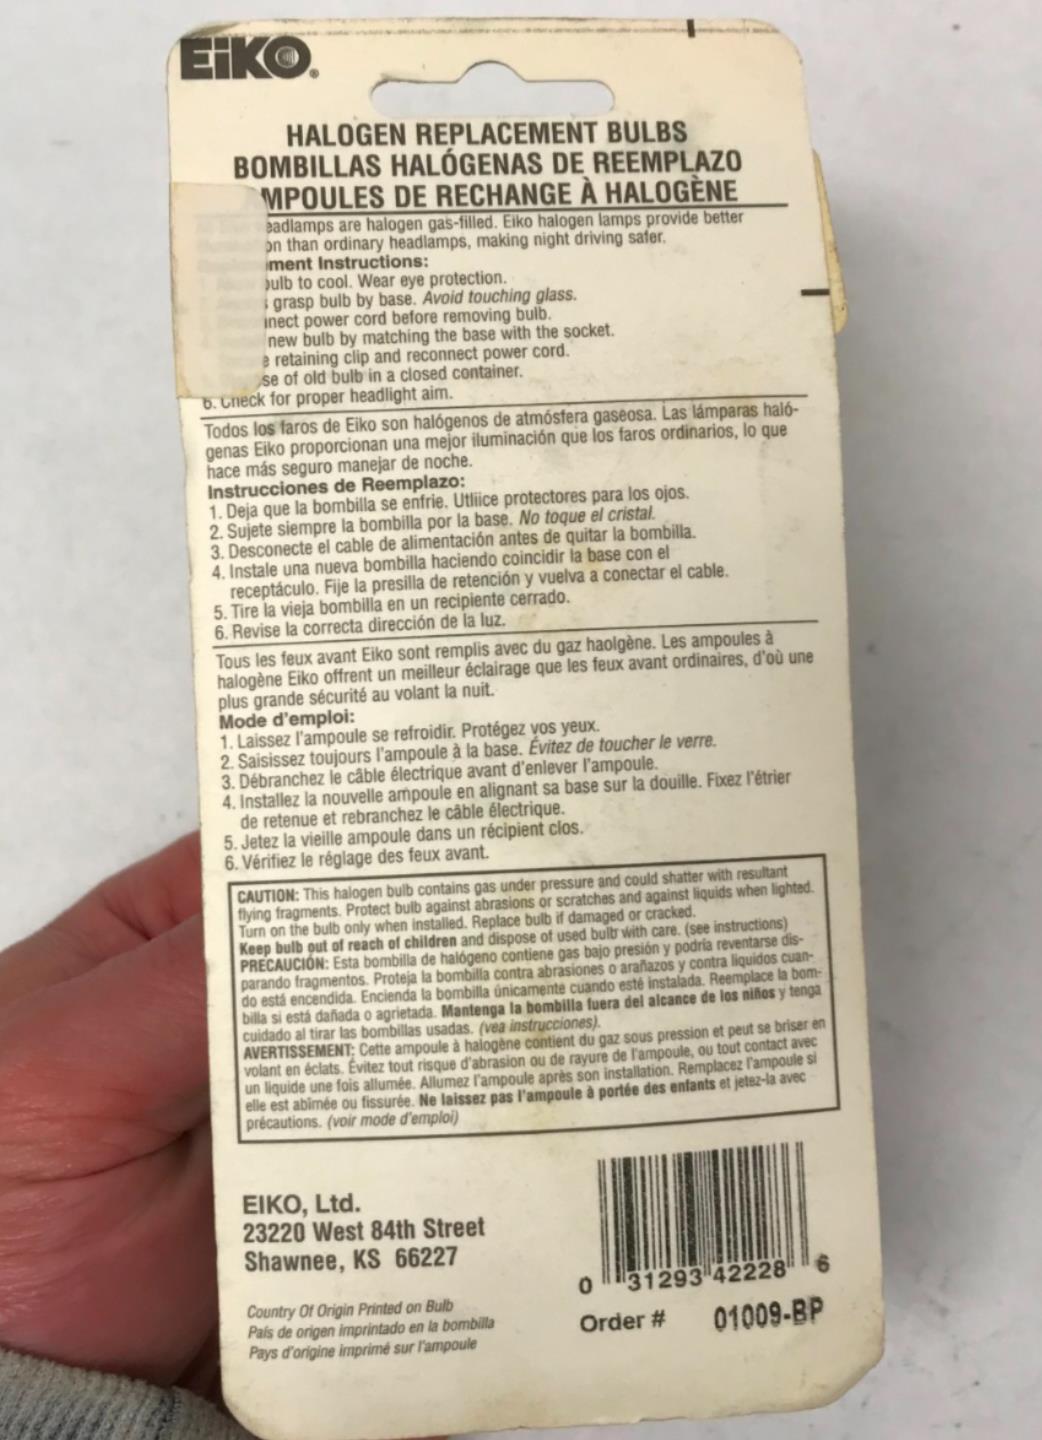 EiKO®
HALOGEN REPLACEMENT BULBS
BOMBILLAS HALÓGENAS DE REEMPLAZO
MPOULES DE RECHANGE À HALOGÈNE
eadlamps are halogen gas-filled. Eiko halogen lamps provide better
on than ordinary headlamps, making night driving safer.
ment Instructions:
bulb to cool. Wear eye protection.
grasp bulb by base. Avoid touching glass.
nnect power cord before removing bulb.
new bulb by matching the base with the socket.
e retaining clip and reconnect power cord.
se of old bulb in a closed container.
6. Check for proper headlight aim.
Todos los faros de Eiko son halógenos de atmósfera gaseosa. Las lámparas haló-
genas Eiko proporcionan una mejor iluminación que los faros ordinarios, lo que
hace más seguro manejar de noche.
Instrucciones de Reemplazo:
1. Deja que la bombilla se enfrie. Utliice protectores para los ojos.
2. Sujete siempre la bombilla por la base. No toque el cristal.
3. Desconecte el cable de alimentación antes de quitar la bombilla.
4. Instale una nueva bombilla haciendo coincidir la base con el
receptáculo. Fije la presilla de retención y vuelva a conectar el cable.
5. Tire la vieja bombilla en un recipiente cerrado.
6. Revise la correcta dirección de la luz.
Tous les feux avant Eiko sont remplis avec du gaz haolgène. Les ampoules à
halogène Eiko offrent un meilleur éclairage que les feux avant ordinaires, d'où une
plus grande sécurité au volant la nuit.
Mode d'emploi:
1. Laissez l'ampoule se refroidir. Protégez vos yeux.
2. Saisissez toujours l'ampoule à la base. Évitez de toucher le verre.
3. Débranchez le câble électrique avant d'enlever l'ampoule.
4. Installez la nouvelle ampoule en alignant sa base sur la douille. Fixez l'étrier
de retenue et rebranchez le câble électrique.
5. Jetez la vieille ampoule dans un récipient clos.
6. Vérifiez le réglage des feux avant.
CAUTION: This halogen bulb contains gas under pressure and could shatter with resultant
flying fragments. Protect bulb against abrasions or scratches and against liquids when lighted.
Turn on the bulb only when installed. Replace bulb if damaged or cracked.
Keep bulb out of reach of children and dispose of used bulb with care. (see instructions)
PRECAUCIÓN: Esta bombilla de halógeno contiene gas bajo presión y podría reventarse dis-
parando fragmentos. Proteja la bombilla contra abrasiones o arañazos y contra líquidos cuan-
do está encendida. Encienda la bombilla únicamente cuando esté instalada. Reemplace la bom-
billa si está dañada o agrietada. Mantenga la bombilla fuera del alcance de los niños y tenga
cuidado al tirar las bombillas usadas. (vea instrucciones).
AVERTISSEMENT: Cette ampoule à halogène contient du gaz sous pression et peut se briser en
volant en éclats. Évitez tout risque d'abrasion ou de rayure de l'ampoule, ou tout contact avec
un liquide une fois allumée. Allumez l'ampoule après son installation. Remplacez l'ampoule si
elle est abîmée ou fissurée. Ne laissez pas l'ampoule à portée des enfants et jetez-la avec
précautions. (voir mode d'emploi)
EIKO, Ltd.
23220 West 84th Street
Shawnee, KS 66227
Country Of Origin Printed on Bulb
País de origen imprintado en la bombilla
Pays d'origine imprimé sur l'ampoule
0 31293 42228 6
Order # 01009-BP